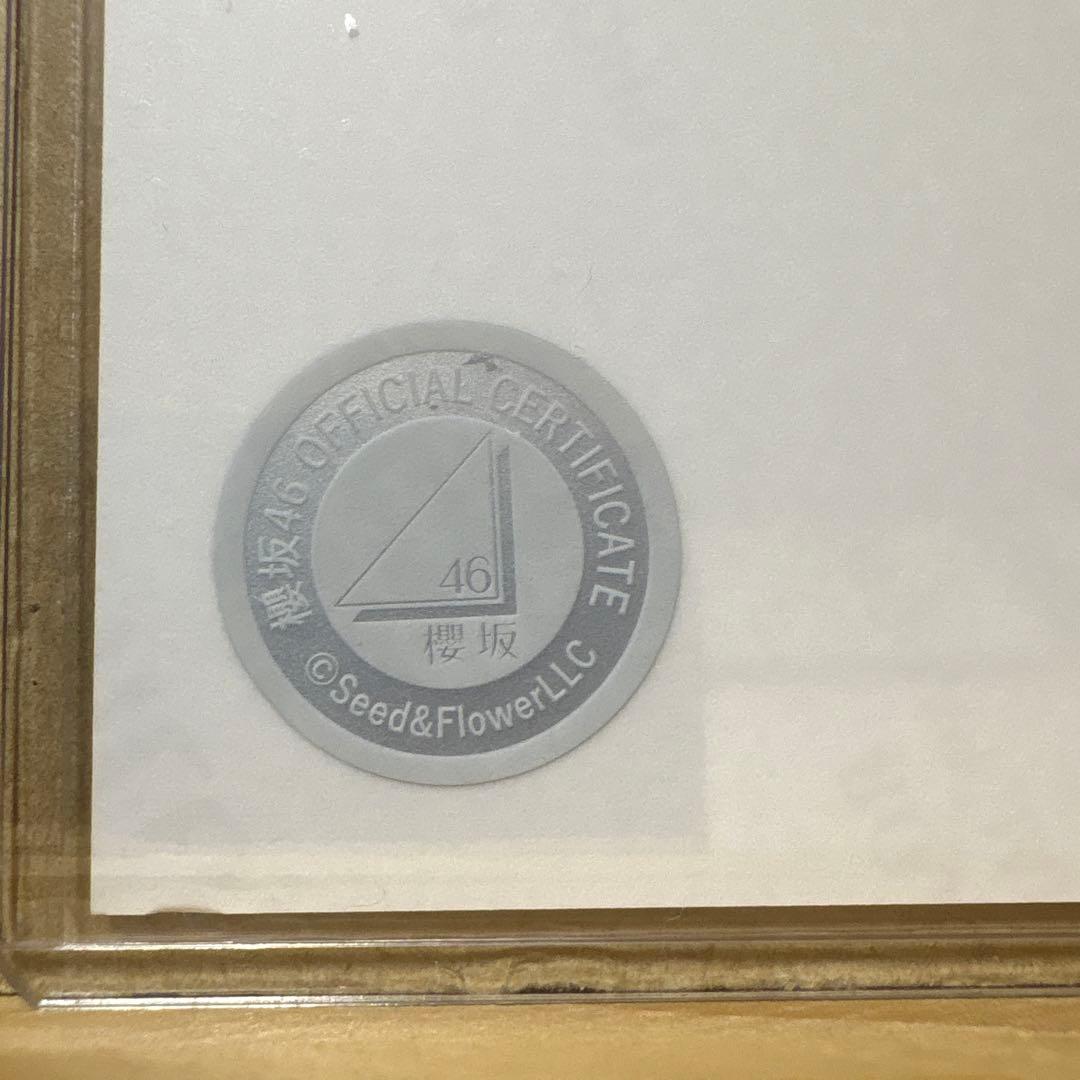 櫻坂46 OFFICIAL CERTIFICATE
46
櫻坂
©Seed&FlowerLLC